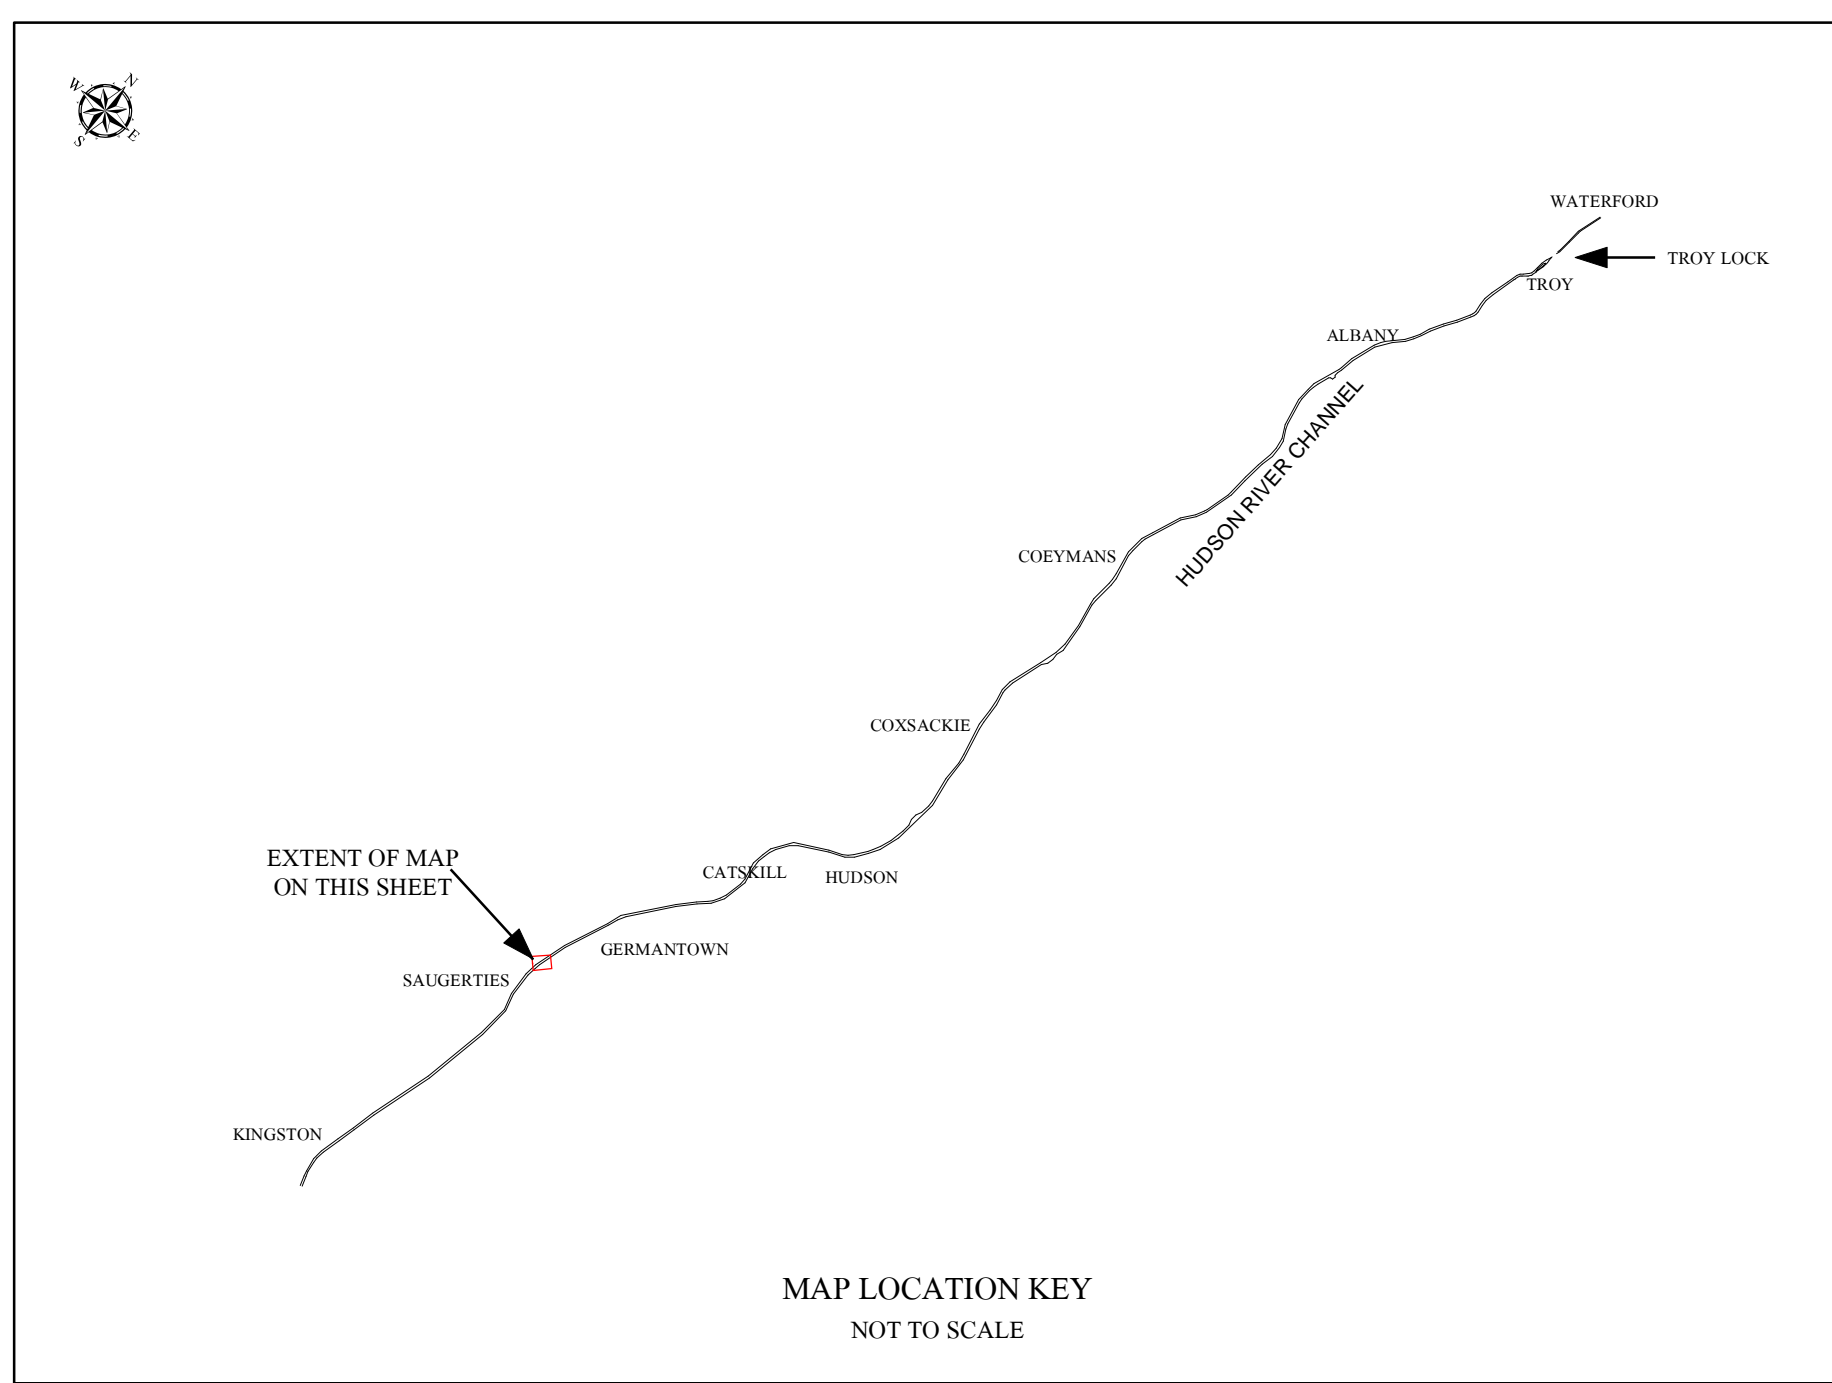 W N
S E
WATERFORD
TROY LOCK
TROY
ALBANY
HUDSON RIVER CHANNEL
COEYMANS
COXSACKIE
EXTENT OF MAP
ON THIS SHEET
CATSKILL
HUDSON
GERMANTOWN
SAUGERTIES
KINGSTON
MAP LOCATION KEY
NOT TO SCALE